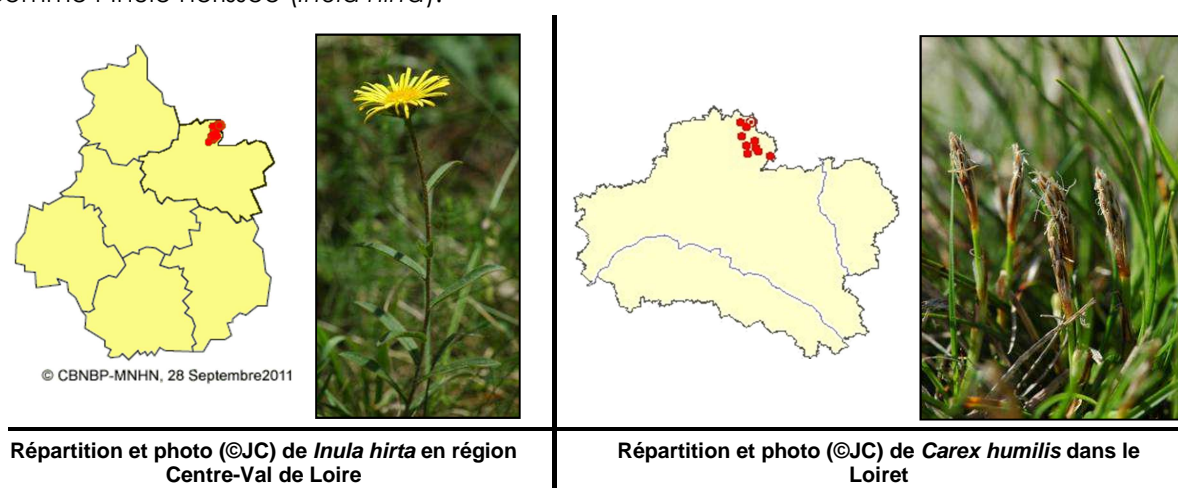 l'Inule hérissée (Inula hirta).
© CBNBP-MNHN, 28 Septembre2011
Répartition et photo (©JC) de Inula hirta en région
Centre-Val de Loire
Répartition et photo (©JC) de Carex humilis dans le
Loiret